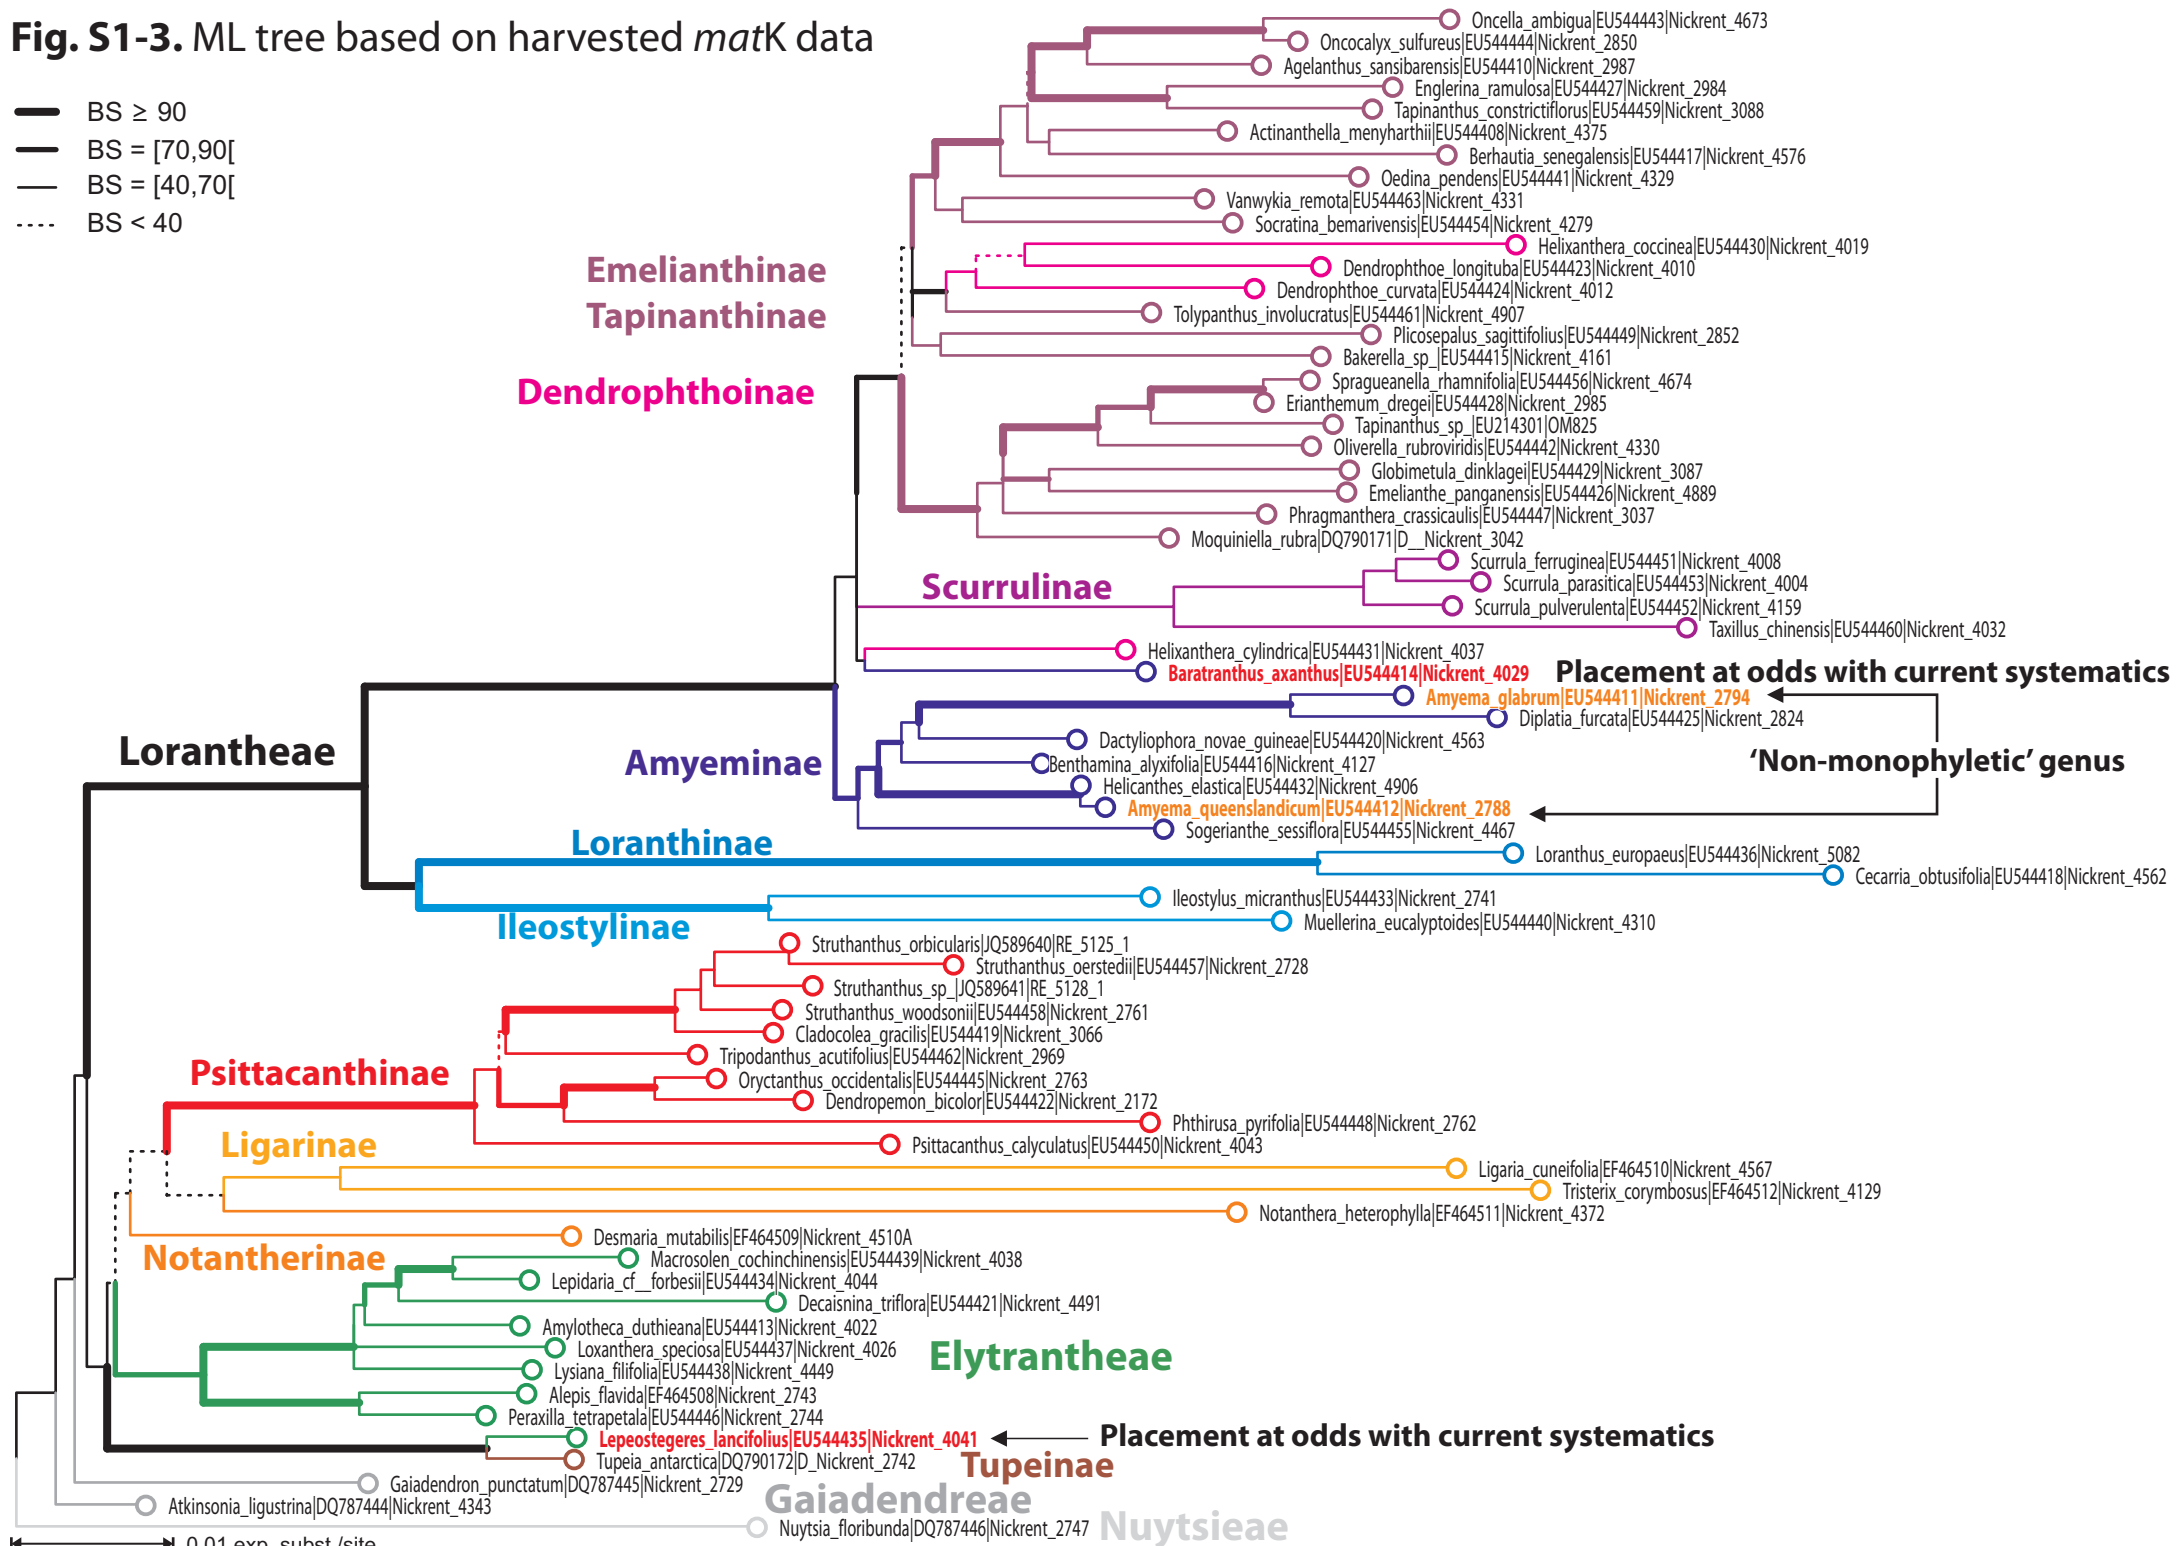 Fig. S1-3. ML tree based on harvested matK data
BS ≥ 90
BS = [70,90[
BS = [40,70[
BS < 40
Oncella_ambigua|EU544443|Nickrent_4673
Oncocalyx_sulfureus|EU544444|Nickrent_2850
Agelanthus_sansibarensis|EU544410|Nickrent_2987
Englerina_ramulosa|EU544427|Nickrent_2984
Tapinanthus_constrictiflorus|EU544459|Nickrent_3088
Actinanthella_menyharthii|EU544408|Nickrent_4375
Berhautia_senegalensis|EU544417|Nickrent_4576
Oedina_pendens|EU544441|Nickrent_4329
Vanwykia_remota|EU544463|Nickrent_4331
Socratina_bemarivensis|EU544454|Nickrent_4279
Helixanthera_coccinea|EU544430|Nickrent_4019
Emelianthinae
Dendrophthoe_longituba|EU544423|Nickrent_4010
Dendrophthoe_curvata|EU544424|Nickrent_4012
Tapinanthinae
Tolypanthus_involucratus|EU544461|Nickrent_4907
Plicosepalus_sagittifolius|EU544449|Nickrent_2852
Bakerella_sp_|EU544415|Nickrent_4161
Dendrophthoinae
Spragueanella_rhamnifolia|EU544456|Nickrent_4674
Erianthemum_dregei|EU544428|Nickrent_2985
Tapinanthus_sp_|EU214301|OM825
Oliverella_rubroviridis|EU544442|Nickrent_4330
Globimetula_dinklagei|EU544429|Nickrent_3087
Emelianthe_panganensis|EU544426|Nickrent_4889
Phragmanthera_crassicaulis|EU544447|Nickrent_3037
Moquiniella_rubra|DQ790171|D__Nickrent_3042
Scurrula_ferruginea|EU544451|Nickrent_4008
Scurrulinae
Scurrula_parasitica|EU544453|Nickrent_4004
Scurrula_pulverulenta|EU544452|Nickrent_4159
Taxillus_chinensis|EU544460|Nickrent_4032
Helixanthera_cylindrica|EU544431|Nickrent_4037
Baratranthus_axanthus|EU544414|Nickrent_4029 Placement at odds with current systematics
Amyema_glabrum|EU544411|Nickrent_2794
Diplatia_furcata|EU544425|Nickrent_2824
Lorantheae
Dactyliophora_novae_guineae|EU544420|Nickrent_4563
Amyeminae
Benthamina_alyxifolia|EU544416|Nickrent_4127
'Non-monophyletic' genus
Helicanthes_elastica|EU544432|Nickrent_4906
Amyema_queenslandicum|EU544412|Nickrent_2788
Sogerianthe_sessiflora|EU544455|Nickrent_4467
Loranthinae
Loranthus_europaeus|EU544436|Nickrent_5082
Cecarria_obtusifolia|EU544418|Nickrent_4562
Ileostylus_micranthus|EU544433|Nickrent_2741
Ileostylinae
Muellerina_eucalyptoides|EU544440|Nickrent_4310
Struthanthus_orbicularis|JQ589640|RE_5125_1
Struthanthus_oerstedii|EU544457|Nickrent_2728
Struthanthus_sp_|JQ589641|RE_5128_1
Struthanthus_woodsonii|EU544458|Nickrent_2761
Cladocolea_gracilis|EU544419|Nickrent_3066
Tripodanthus_acutifolius|EU544462|Nickrent_2969
Psittacanthinae
Oryctanthus_occidentalis|EU544445|Nickrent_2763
Dendropemon_bicolor|EU544422|Nickrent_2172
Phthirusa_pyrifolia|EU544448|Nickrent_2762
Ligarinae
Psittacanthus_calyculatus|EU544450|Nickrent_4043
Ligaria_cuneifolia|EF464510|Nickrent_4567
Tristerix_corymbosus|EF464512|Nickrent_4129
Notanthera_heterophylla|EF464511|Nickrent_4372
Desmaria_mutabilis|EF464509|Nickrent_4510A
Notantherinae
Macrosolen_cochinchinensis|EU544439|Nickrent_4038
Lepidaria_cf__forbesii|EU544434|Nickrent_4044
Decaisnina_triflora|EU544421|Nickrent_4491
Amylotheca_duthieana|EU544413|Nickrent_4022
Loxanthera_speciosa|EU544437|Nickrent_4026
Elytrantheae
Lysiana_filifolia|EU544438|Nickrent_4449
Alepis_flavida|EF464508|Nickrent_2743
Peraxilla_tetrapetala|EU544446|Nickrent_2744
Lepeostegeres_lancifolius|EU544435|Nickrent_4041 Placement at odds with current systematics
Tupeia_antarctica|DQ790172|D_Nickrent_2742
Tupeinae
Gaiadendron_punctatum|DQ787445|Nickrent_2729
Gaiadendreae
Atkinsonia_ligustrina|DQ787444|Nickrent_4343
Nuytsia_floribunda|DQ787446|Nickrent_2747
Nuytsieae
0.01 exp. subst./site